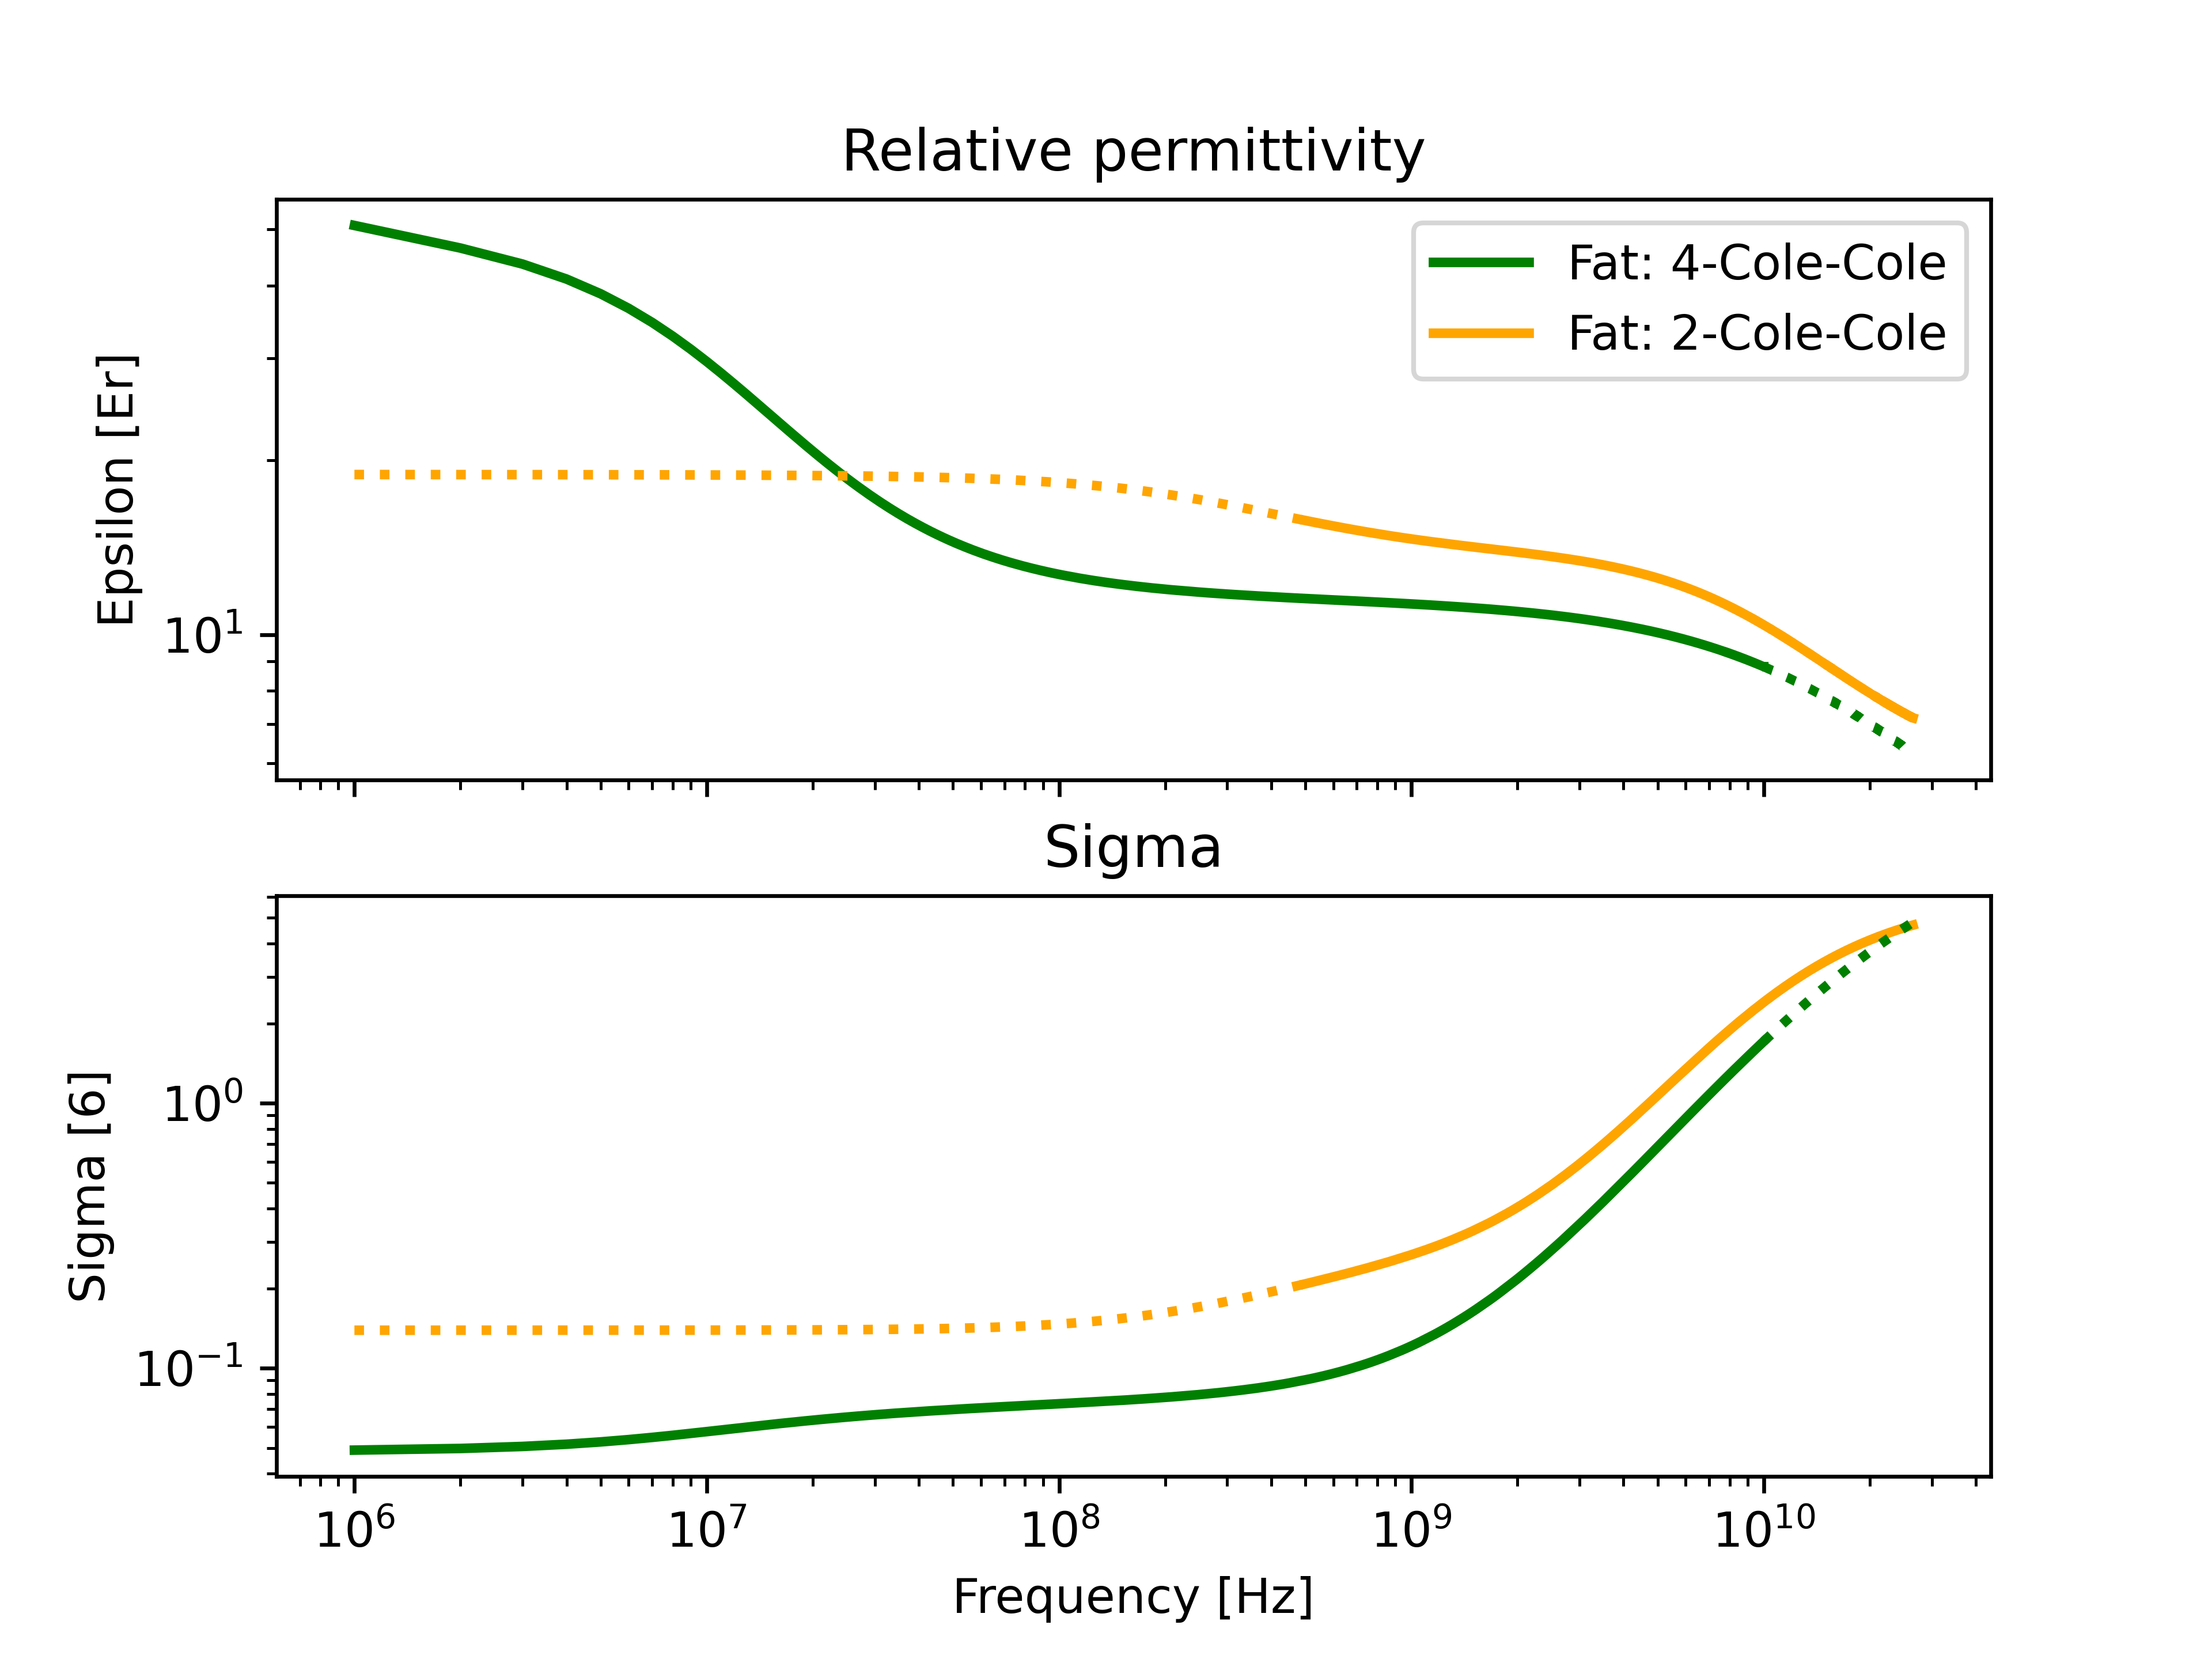 Relative permittivity
Fat: 4-Cole-Cole
Fat: 2-Cole-Cole
Epsilon [Er]
10¹
Sigma
Sigma [6]
10⁰
10⁻¹
10⁶ 10⁷ 10⁸ 10⁹ 10¹⁰
Frequency [Hz]